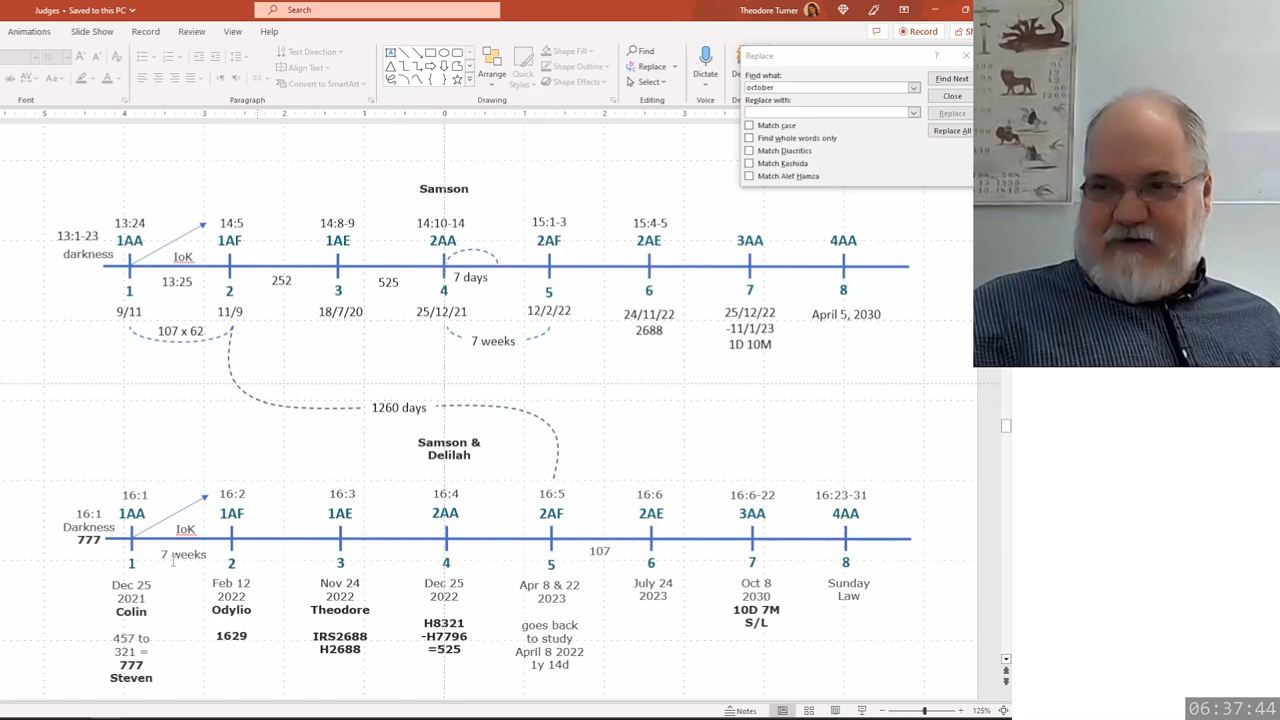 Judges • Saved to this PC
Search
Theodore Turner
Animations Slide Show Record Review View Help
Record
Text Direction
Align Text
Convert to SmartArt
Arrange
Quick Styles
Shape Fill
Shape Outline
Shape Effects
Find
Replace
Select
Dictate
Font Paragraph Drawing Editing Voice
Replace
Find what:
october
Replace with:
Match case
Find whole words only
Match Diacritics
Match Kashida
Match Alef Hamza
Find Next
Close
Replace
Replace All
Samson
13:24 14:5 14:8-9 14:10-14 15:1-3 15:4-5
13:1-23
darkness
1AA 1AF 1AE 2AA 2AF 2AE 3AA 4AA
IoK
13:25 252 525 7 days
1 2 3 4 5 6 7 8
9/11 11/9 18/7/20 25/12/21 12/2/22 24/11/22
2688
25/12/22
-11/1/23
1D 10M
April 5, 2030
107 x 62
7 weeks
1260 days
Samson &
Delilah
16:1 16:2 16:3 16:4 16:5 16:6 16:6-22 16:23-31
16:1
Darkness
777
1AA 1AF 1AE 2AA 2AF 2AE 3AA 4AA
IoK
7 weeks
107
1 2 3 4 5 6 7 8
Dec 25
2021
Colin
457 to
321 =
777
Steven
Feb 12
2022
Odylio
1629
Nov 24
2022
Theodore
IRS2688
H2688
Dec 25
2022
H8321
-H7796
=525
Apr 8 & 22
2023
goes back
to study
April 8 2022
1y 14d
July 24
2023
Oct 8
2030
10D 7M
S/L
Sunday
Law
Notes
125%
06:37:44